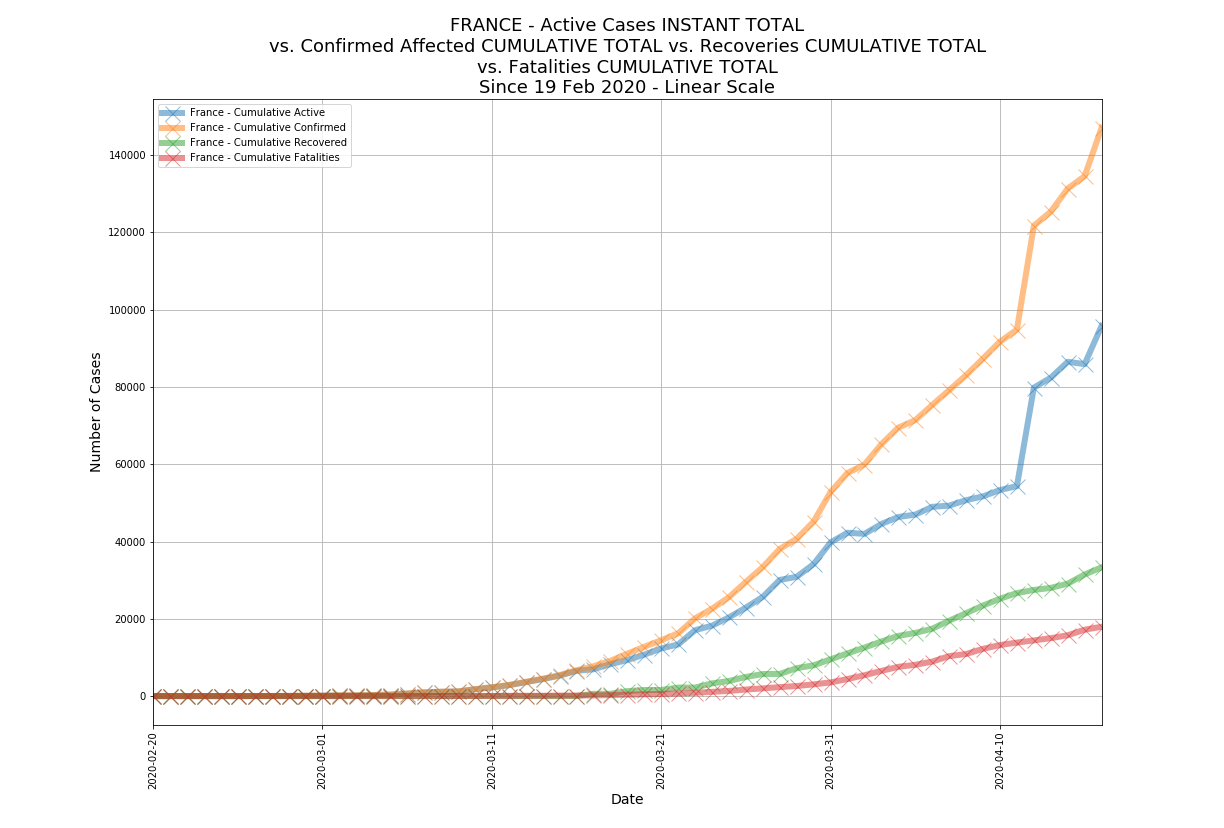 FRANCE - Active Cases INSTANT TOTAL
vs. Confirmed Affected CUMULATIVE TOTAL vs. Recoveries CUMULATIVE TOTAL
vs. Fatalities CUMULATIVE TOTAL
Since 19 Feb 2020 - Linear Scale
France - Cumulative Active
France - Cumulative Confirmed
France - Cumulative Recovered
France - Cumulative Fatalities
140000
120000
100000
80000
60000
40000
20000
0
Number of Cases
2020-02-20
2020-03-01
2020-03-11
2020-03-21
2020-03-31
2020-04-10
Date